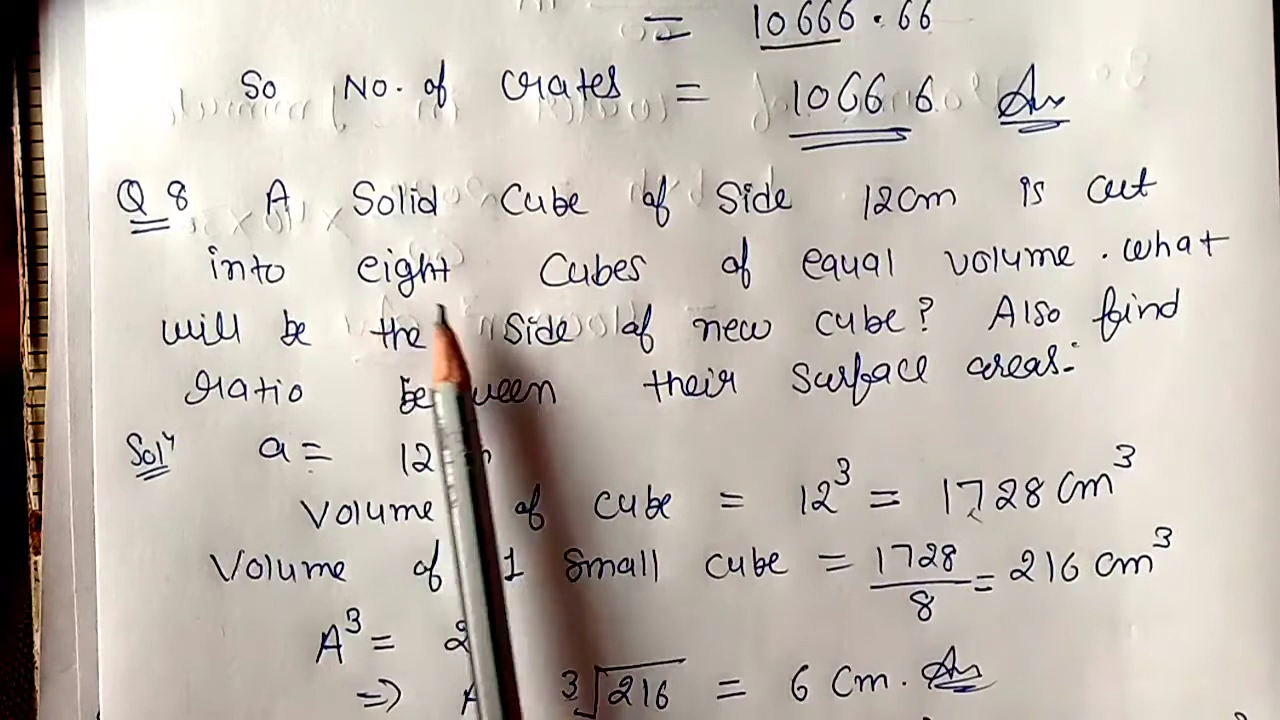 = 10666.66
So No. of crates = 10666 Ans
Q 8 A Solid Cube of Side 12cm is cut
into eight Cubes of equal volume. what
will be the Side of new cube? Also find
ratio between their surface areas.
Sol a = 12
Volume of cube = 12³ = 1728 cm³
Volume of 1 Small cube = 1728/8 = 216 cm³
A³ = 2
=> A ³√216 = 6 cm. Ans